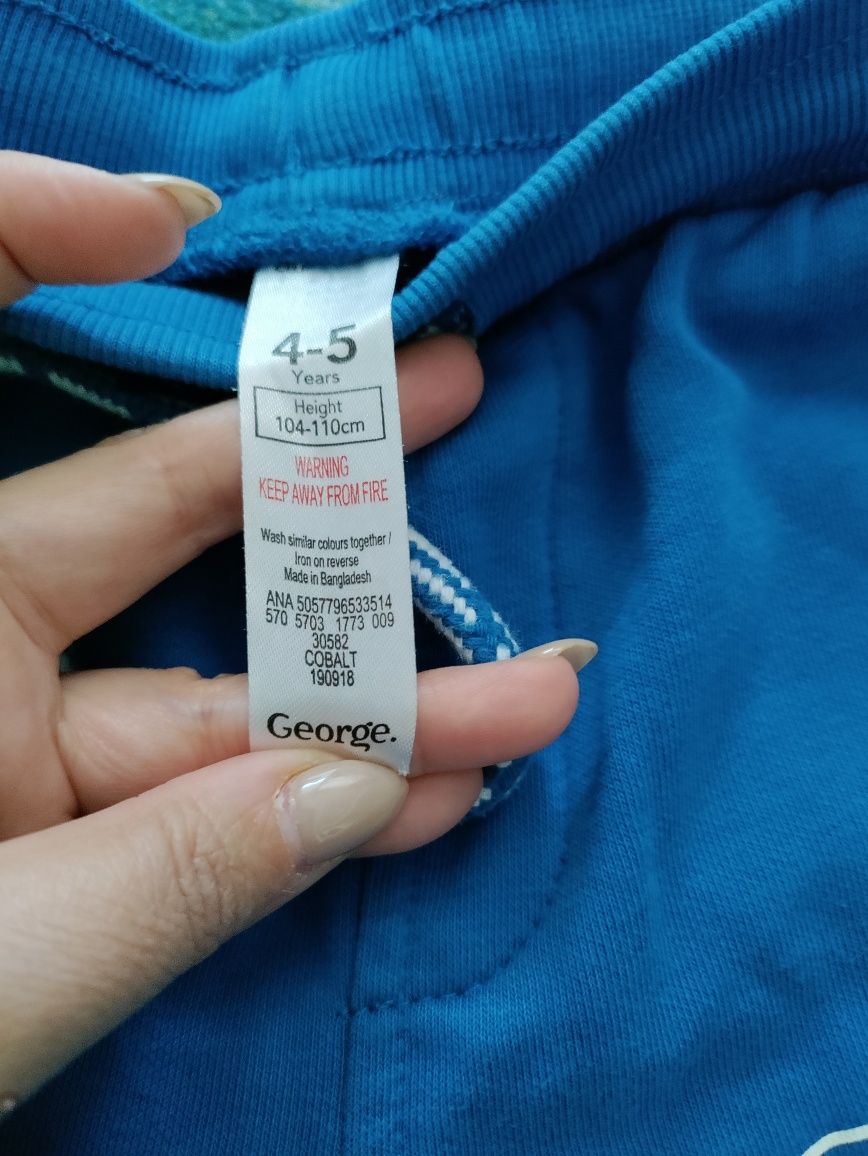 4-5
Years
Height
104-110cm
WARNING
KEEP AWAY FROM FIRE
Wash similar colours together /
Iron on reverse
Made in Bangladesh
ANA 5057796533514
570 5703 1773 009
30582
COBALT
190918
George.